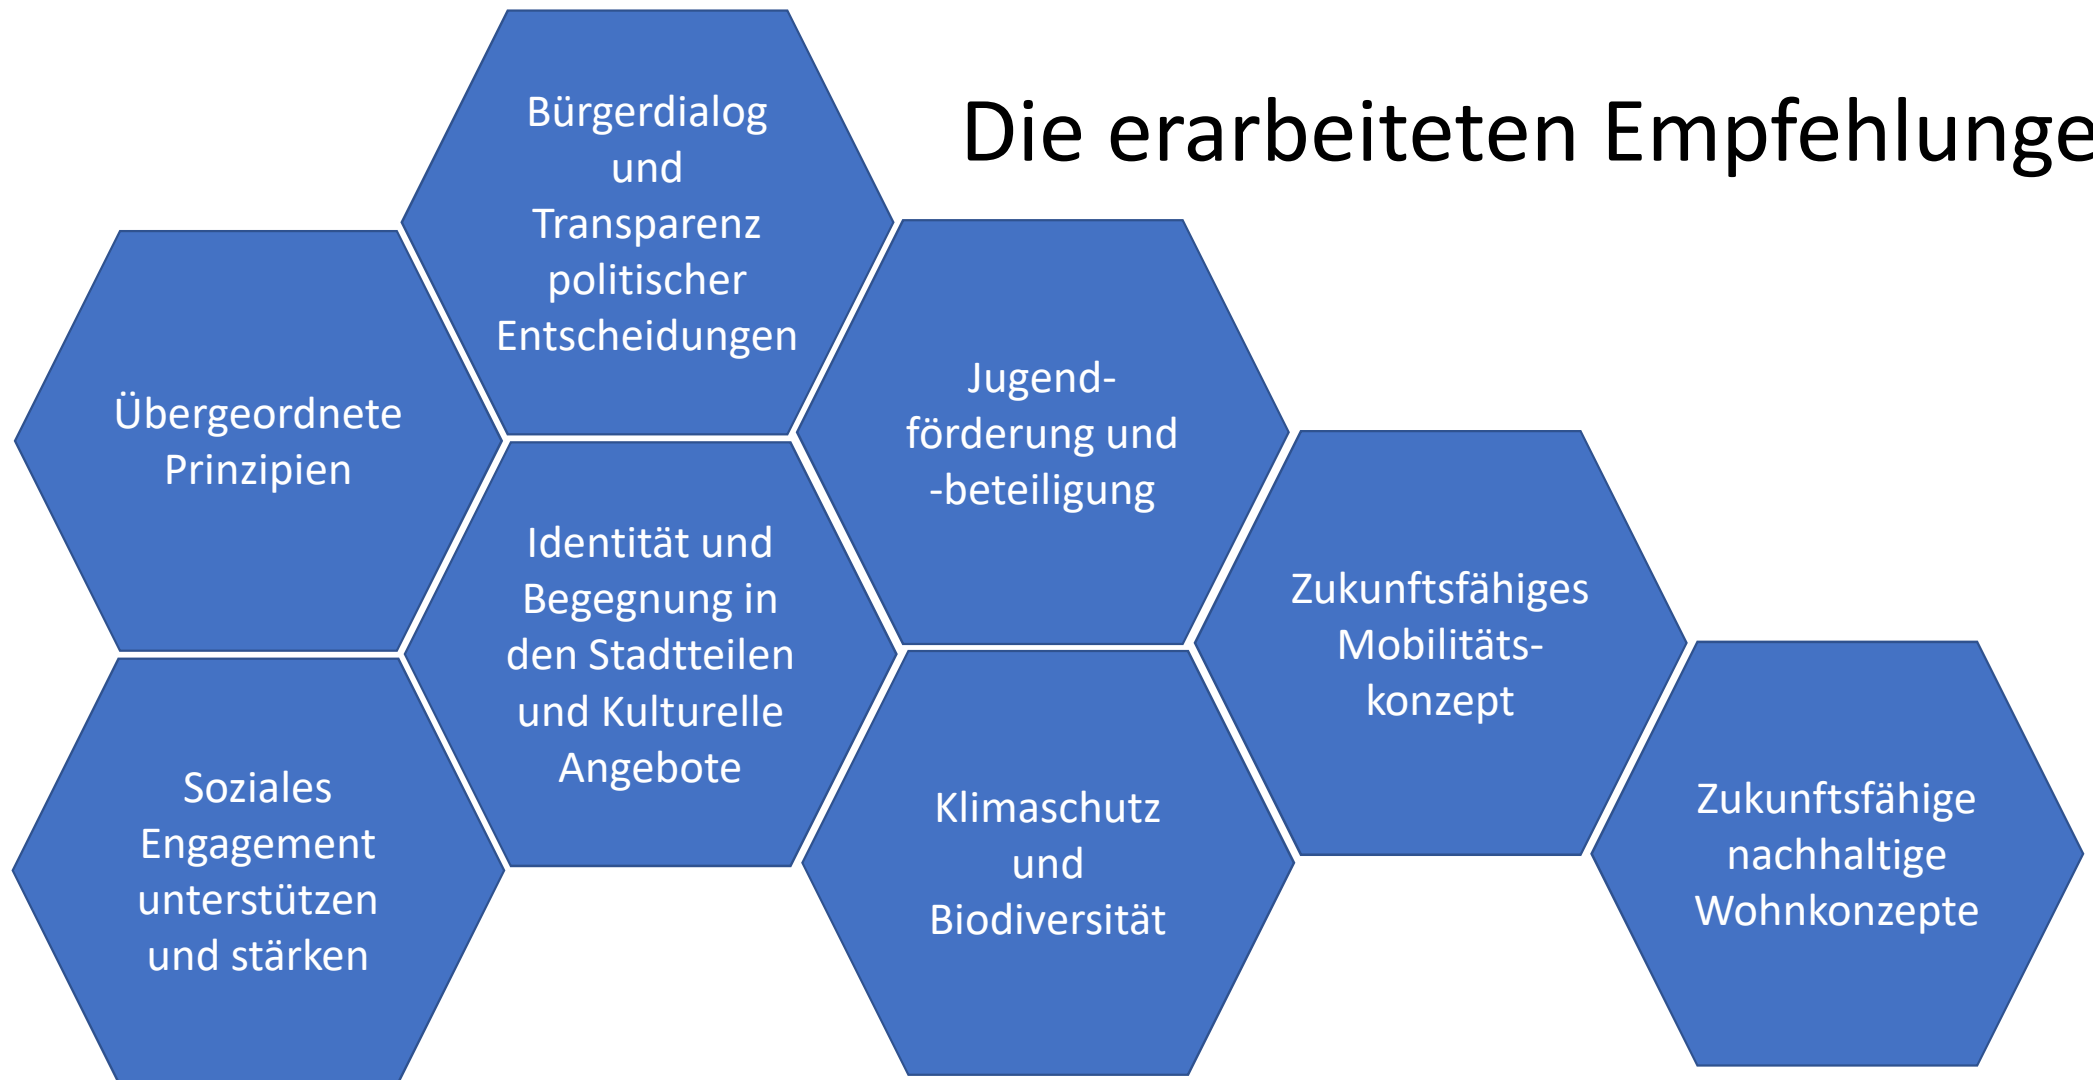 Die erarbeiteten Empfehlunge
Bürgerdialog
und
Transparenz
politischer
Entscheidungen
Übergeordnete
Prinzipien
Jugend-
förderung und
-beteiligung
Identität und
Begegnung in
den Stadtteilen
und Kulturelle
Angebote
Zukunftsfähiges
Mobilitäts-
konzept
Soziales
Engagement
unterstützen
und stärken
Klimaschutz
und
Biodiversität
Zukunftsfähige
nachhaltige
Wohnkonzepte